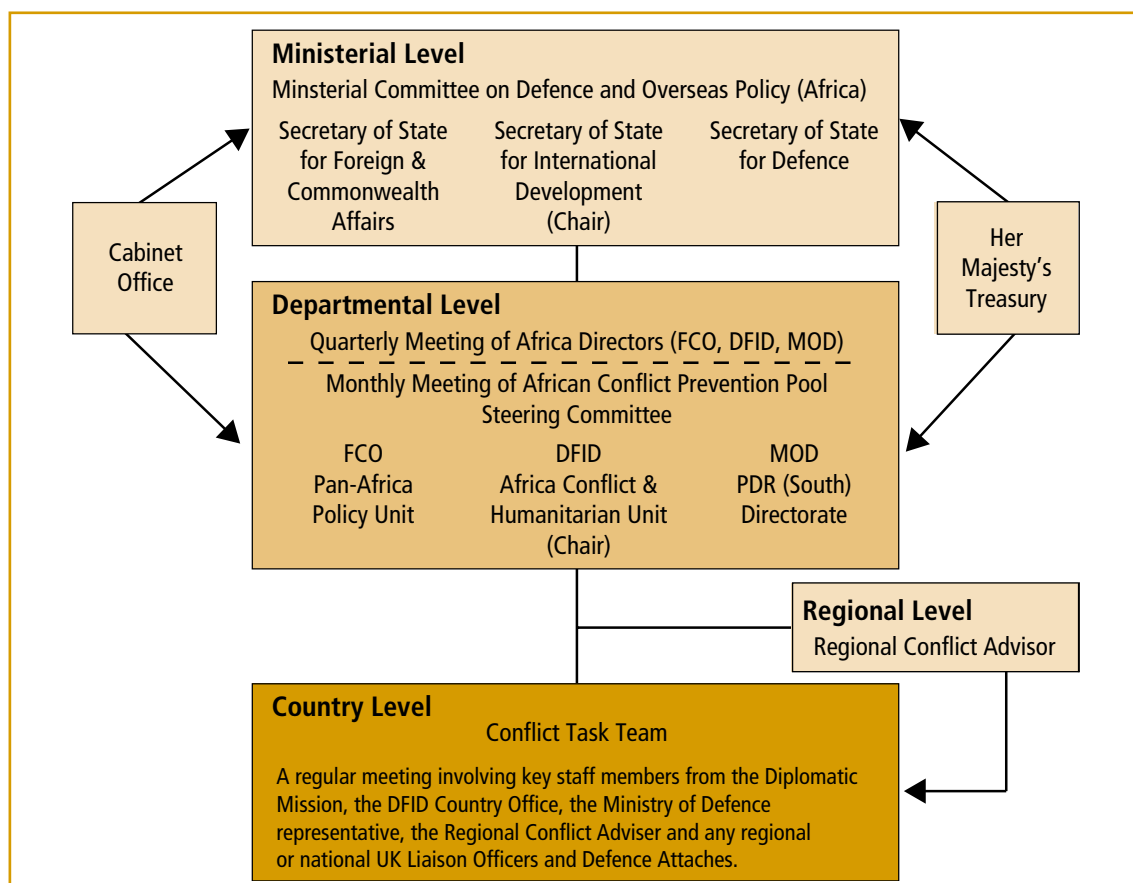 Ministerial Level
Minsterial Committee on Defence and Overseas Policy (Africa)
Secretary of State
for Foreign &
Commonwealth
Affairs
Secretary of State
for International
Development
(Chair)
Secretary of State
for Defence
Cabinet
Office
Her
Majesty’s
Treasury
Departmental Level
Quarterly Meeting of Africa Directors (FCO, DFID, MOD)
Monthly Meeting of African Conflict Prevention Pool
Steering Committee
FCO
Pan-Africa
Policy Unit
DFID
Africa Conflict &
Humanitarian Unit
(Chair)
MOD
PDR (South)
Directorate
Regional Level
Regional Conflict Advisor
Country Level
Conflict Task Team
A regular meeting involving key staff members from the Diplomatic
Mission, the DFID Country Office, the Ministry of Defence
representative, the Regional Conflict Adviser and any regional
or national UK Liaison Officers and Defence Attaches.